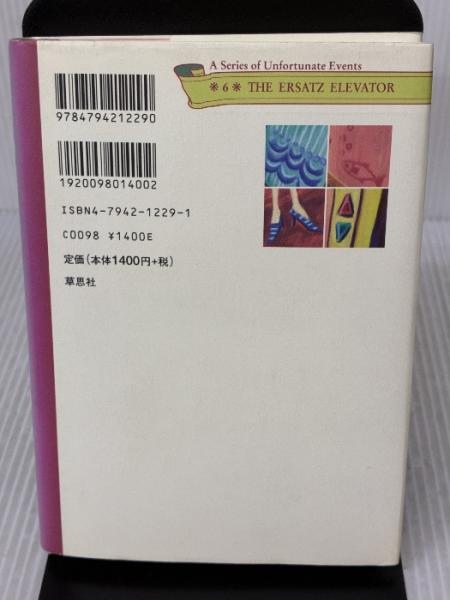 A Series of Unfortunate Events
※6※ THE ERSATZ ELEVATOR
9784794212290
1920098014002
ISBN4-7942-1229-1
C0098 ¥1400E
定価(本体1400円+税)
草思社